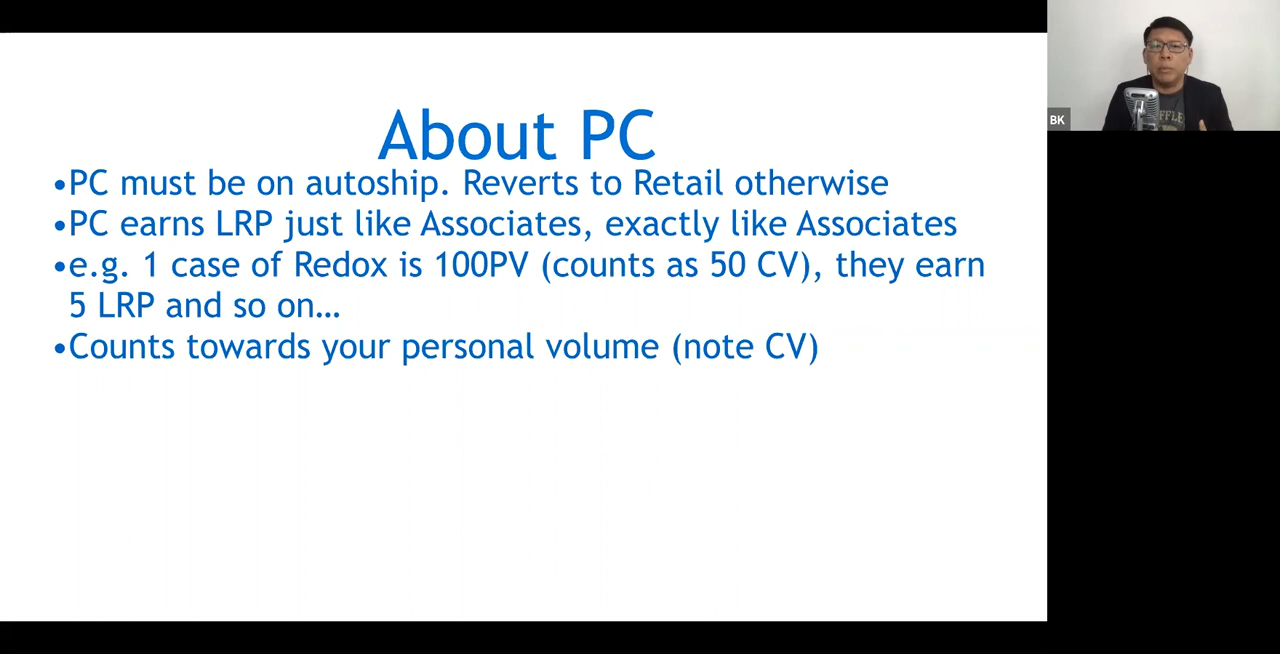 About PC
•PC must be on autoship. Reverts to Retail otherwise
•PC earns LRP just like Associates, exactly like Associates
•e.g. 1 case of Redox is 100PV (counts as 50 CV), they earn
5 LRP and so on…
•Counts towards your personal volume (note CV)
BK